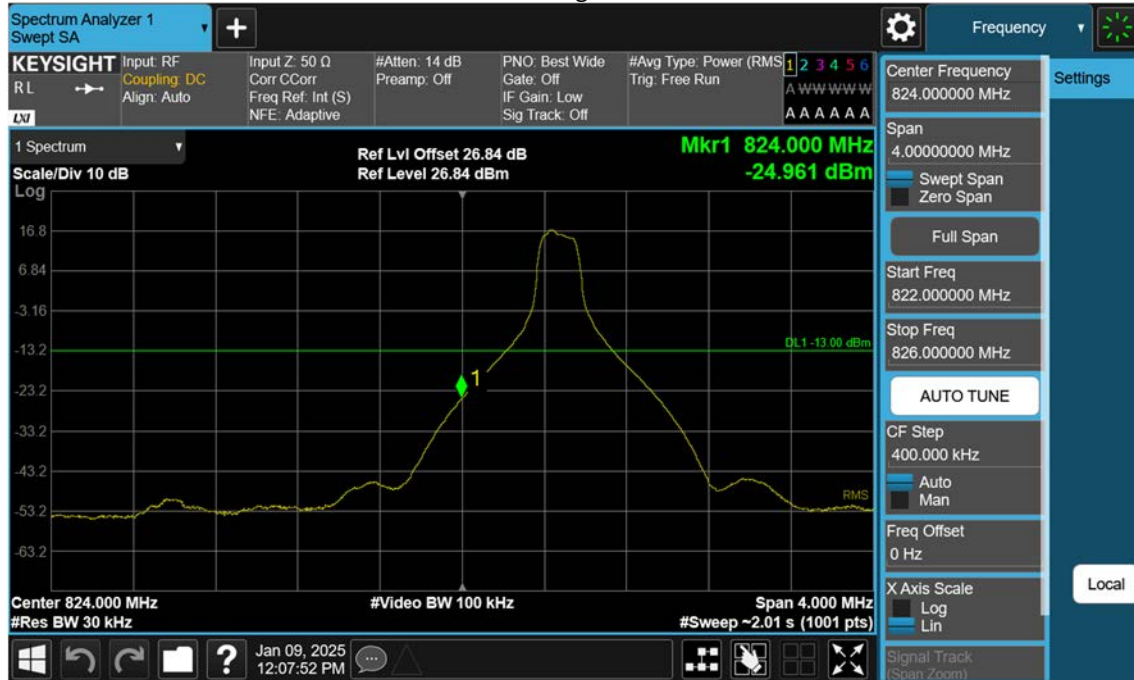 Spectrum Analyzer 1
Swept SA
Frequency
KEYSIGHT
RL
LXI
Input: RF
Coupling: DC
Align: Auto
Input Z: 50 Ω
Corr CCorr
Freq Ref: Int (S)
NFE: Adaptive
#Atten: 14 dB
Preamp: Off
PNO: Best Wide
Gate: Off
IF Gain: Low
Sig Track: Off
#Avg Type: Power (RMS
Trig: Free Run
1 2 3 4 5 6
A W W W W W
A A A A A A
1 Spectrum
Scale/Div 10 dB
Log
Ref Lvl Offset 26.84 dB
Ref Level 26.84 dBm
Mkr1 824.000 MHz
-24.961 dBm
16.8
6.84
-3.16
-13.2
-23.2
-33.2
-43.2
-53.2
-63.2
DL1 -13.00 dBm
1
RMS
Center 824.000 MHz
#Res BW 30 kHz
#Video BW 100 kHz
Span 4.000 MHz
#Sweep ~2.01 s (1001 pts)
?
Jan 09, 2025
12:07:52 PM
Center Frequency
824.000000 MHz
Span
4.00000000 MHz
Swept Span
Zero Span
Full Span
Start Freq
822.000000 MHz
Stop Freq
826.000000 MHz
AUTO TUNE
CF Step
400.000 kHz
Auto
Man
Freq Offset
0 Hz
X Axis Scale
Log
Lin
Signal Track
(Span Zoom)
Settings
Local